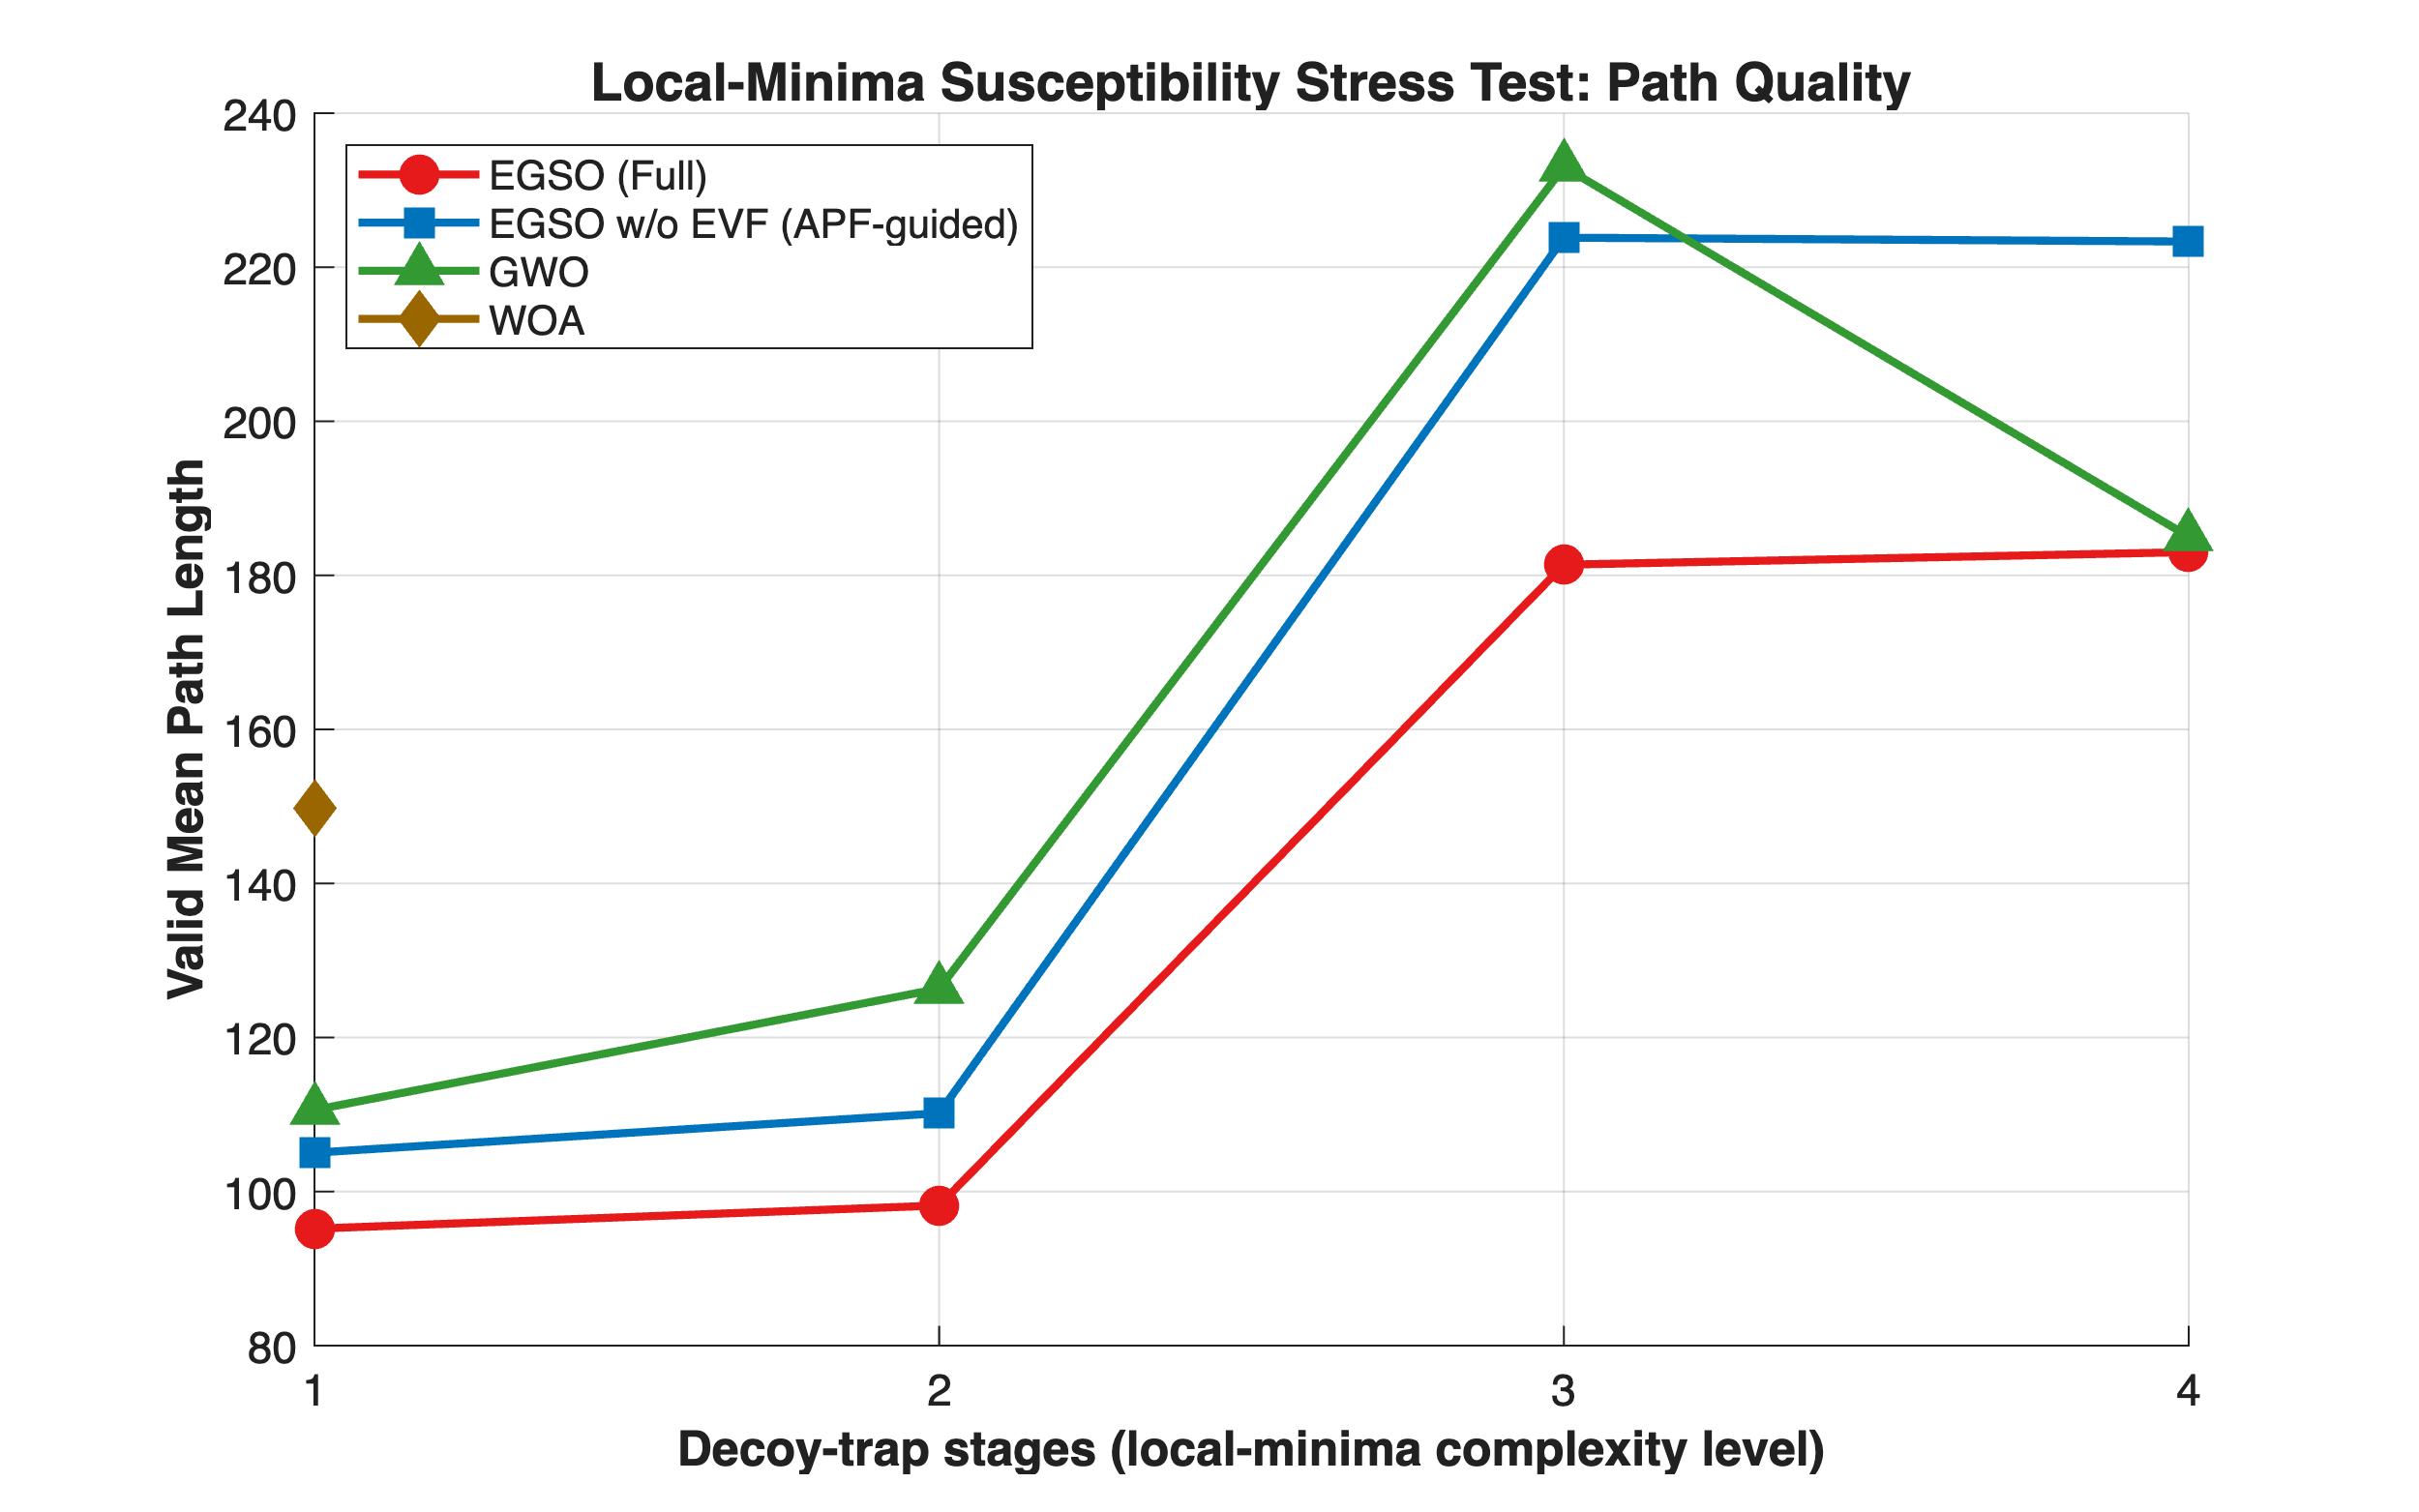 Local-Minima Susceptibility Stress Test: Path Quality
EGSO (Full)
EGSO w/o EVF (APF-guided)
GWO
WOA
240
220
200
180
160
140
120
100
80
Valid Mean Path Length
1
2
3
4
Decoy-trap stages (local-minima complexity level)